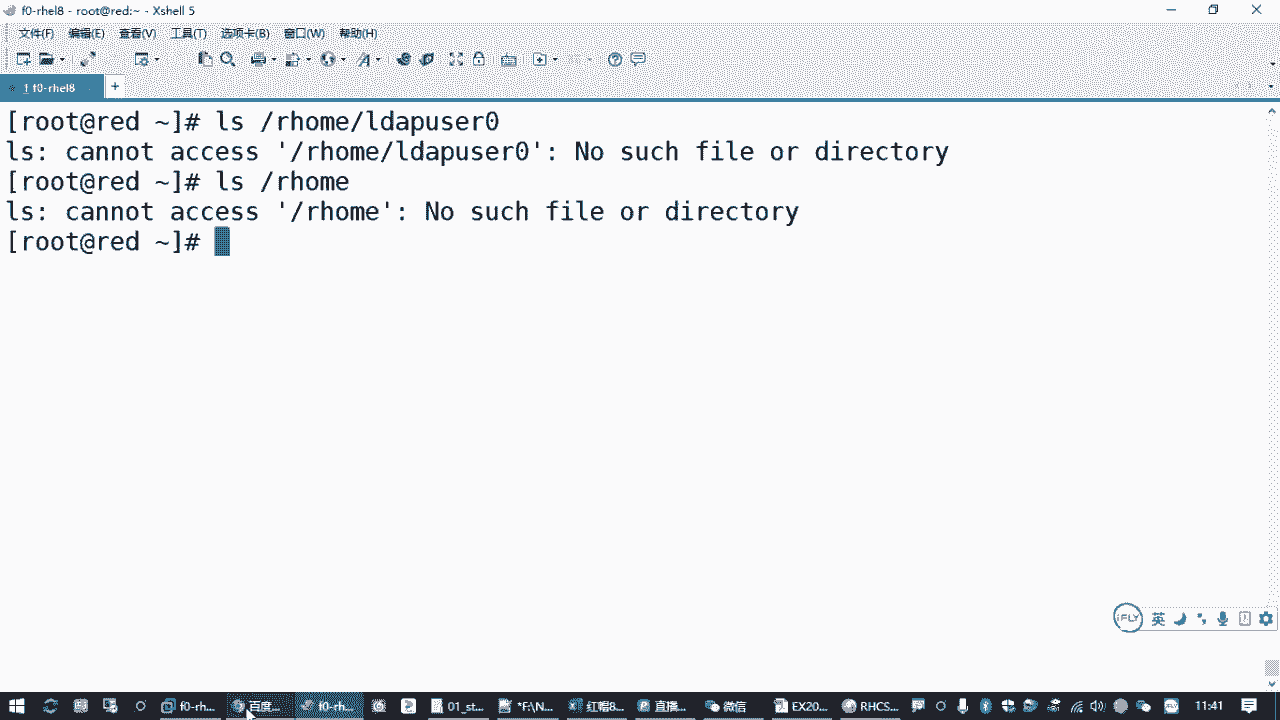 f0-rhel8 - root@red:~ - Xshell 5
文件(F) 编辑(E) 查看(V) 工具(T) 选项卡(B) 窗口(W) 帮助(H)
1 f0-rhel8
[root@red ~]# ls /rhome/ldapuser0
ls: cannot access '/rhome/ldapuser0': No such file or directory
[root@red ~]# ls /rhome
ls: cannot access '/rhome': No such file or directory
[root@red ~]#
iFLY 英
f0-rh... 百度... f0-rh... 01_st... *F:\N... 红帽8... 直播... 微信 EX20... RHCS... 11:41